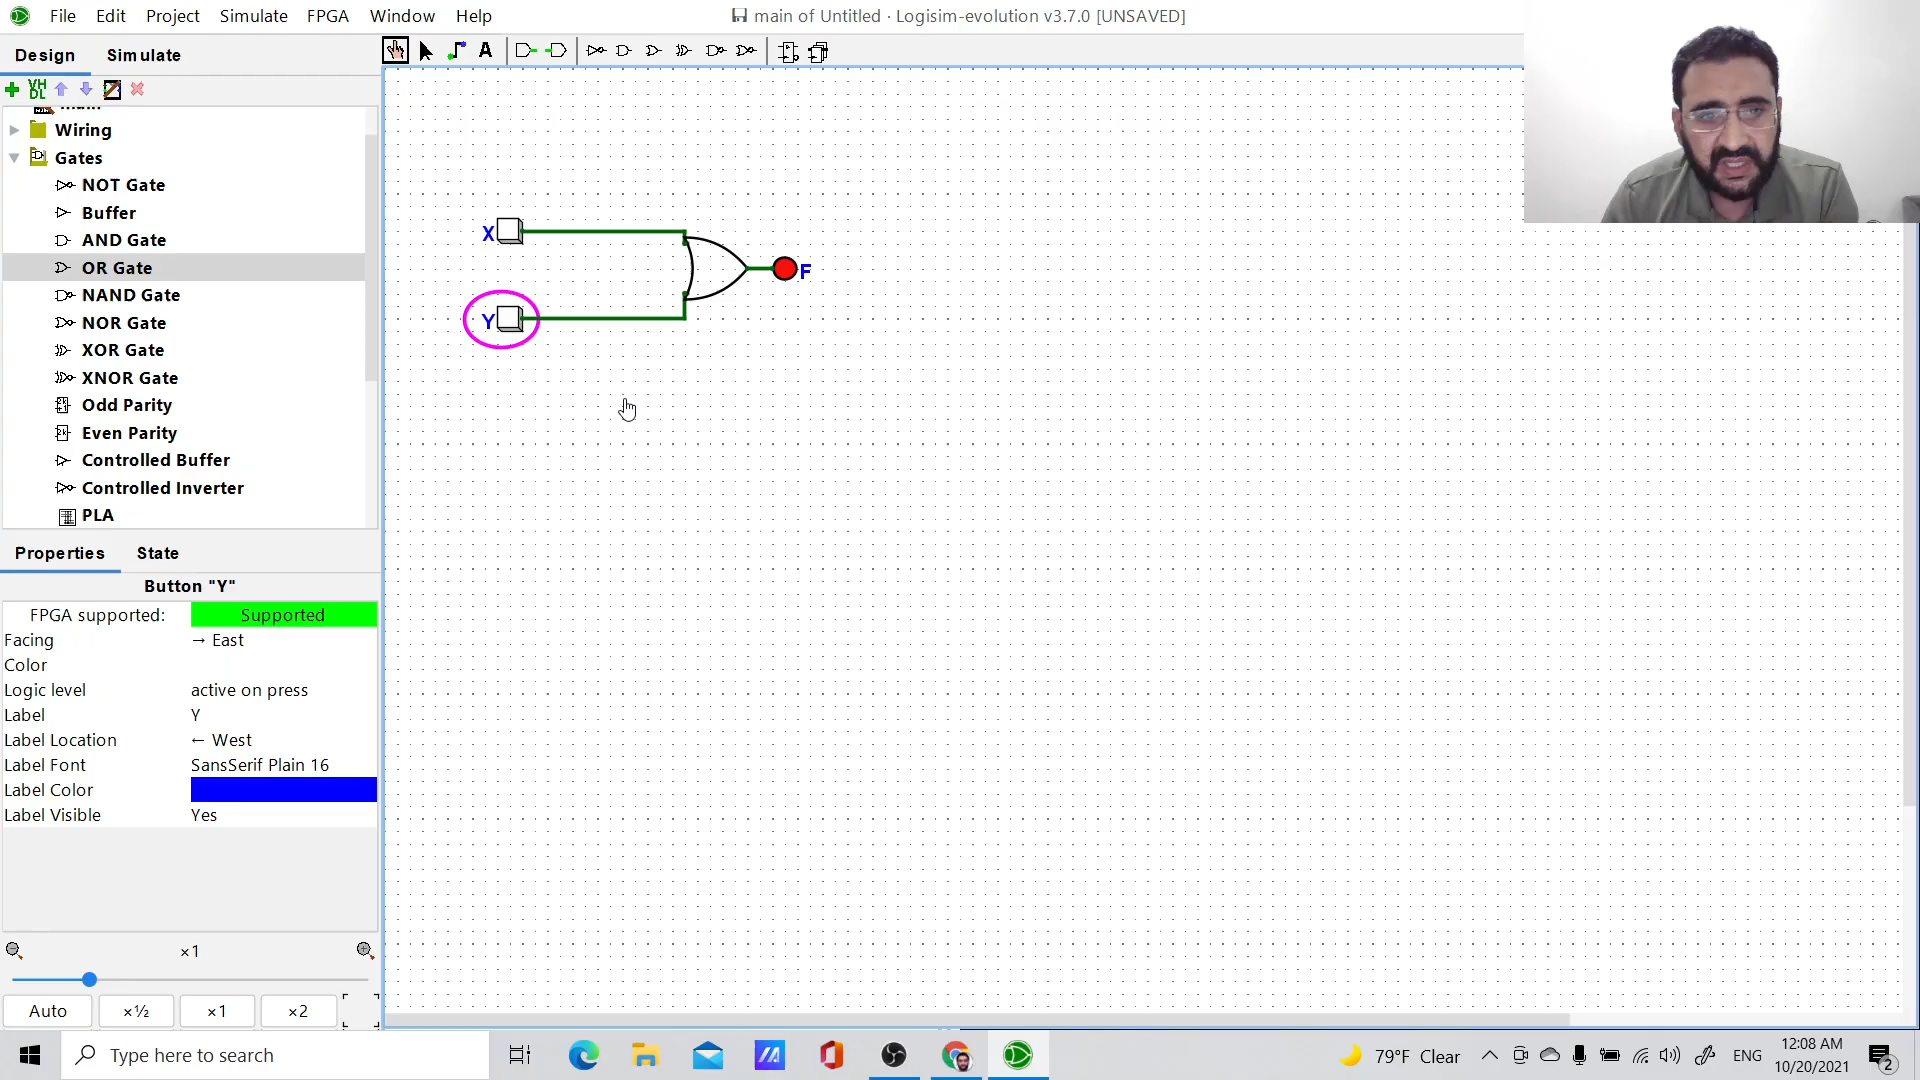 File Edit Project Simulate FPGA Window Help
main of Untitled · Logisim-evolution v3.7.0 [UNSAVED]
Design Simulate
A
VH
DL
main
Wiring
Gates
NOT Gate
Buffer
AND Gate
OR Gate
NAND Gate
NOR Gate
XOR Gate
XNOR Gate
Odd Parity
Even Parity
Controlled Buffer
Controlled Inverter
PLA
X
F
Y
Properties State
Button "Y"
FPGA supported: Supported
Facing → East
Color
Logic level active on press
Label Y
Label Location ← West
Label Font SansSerif Plain 16
Label Color
Label Visible Yes
×1
Auto ×½ ×1 ×2
Type here to search
79°F Clear
ENG
12:08 AM
10/20/2021
2